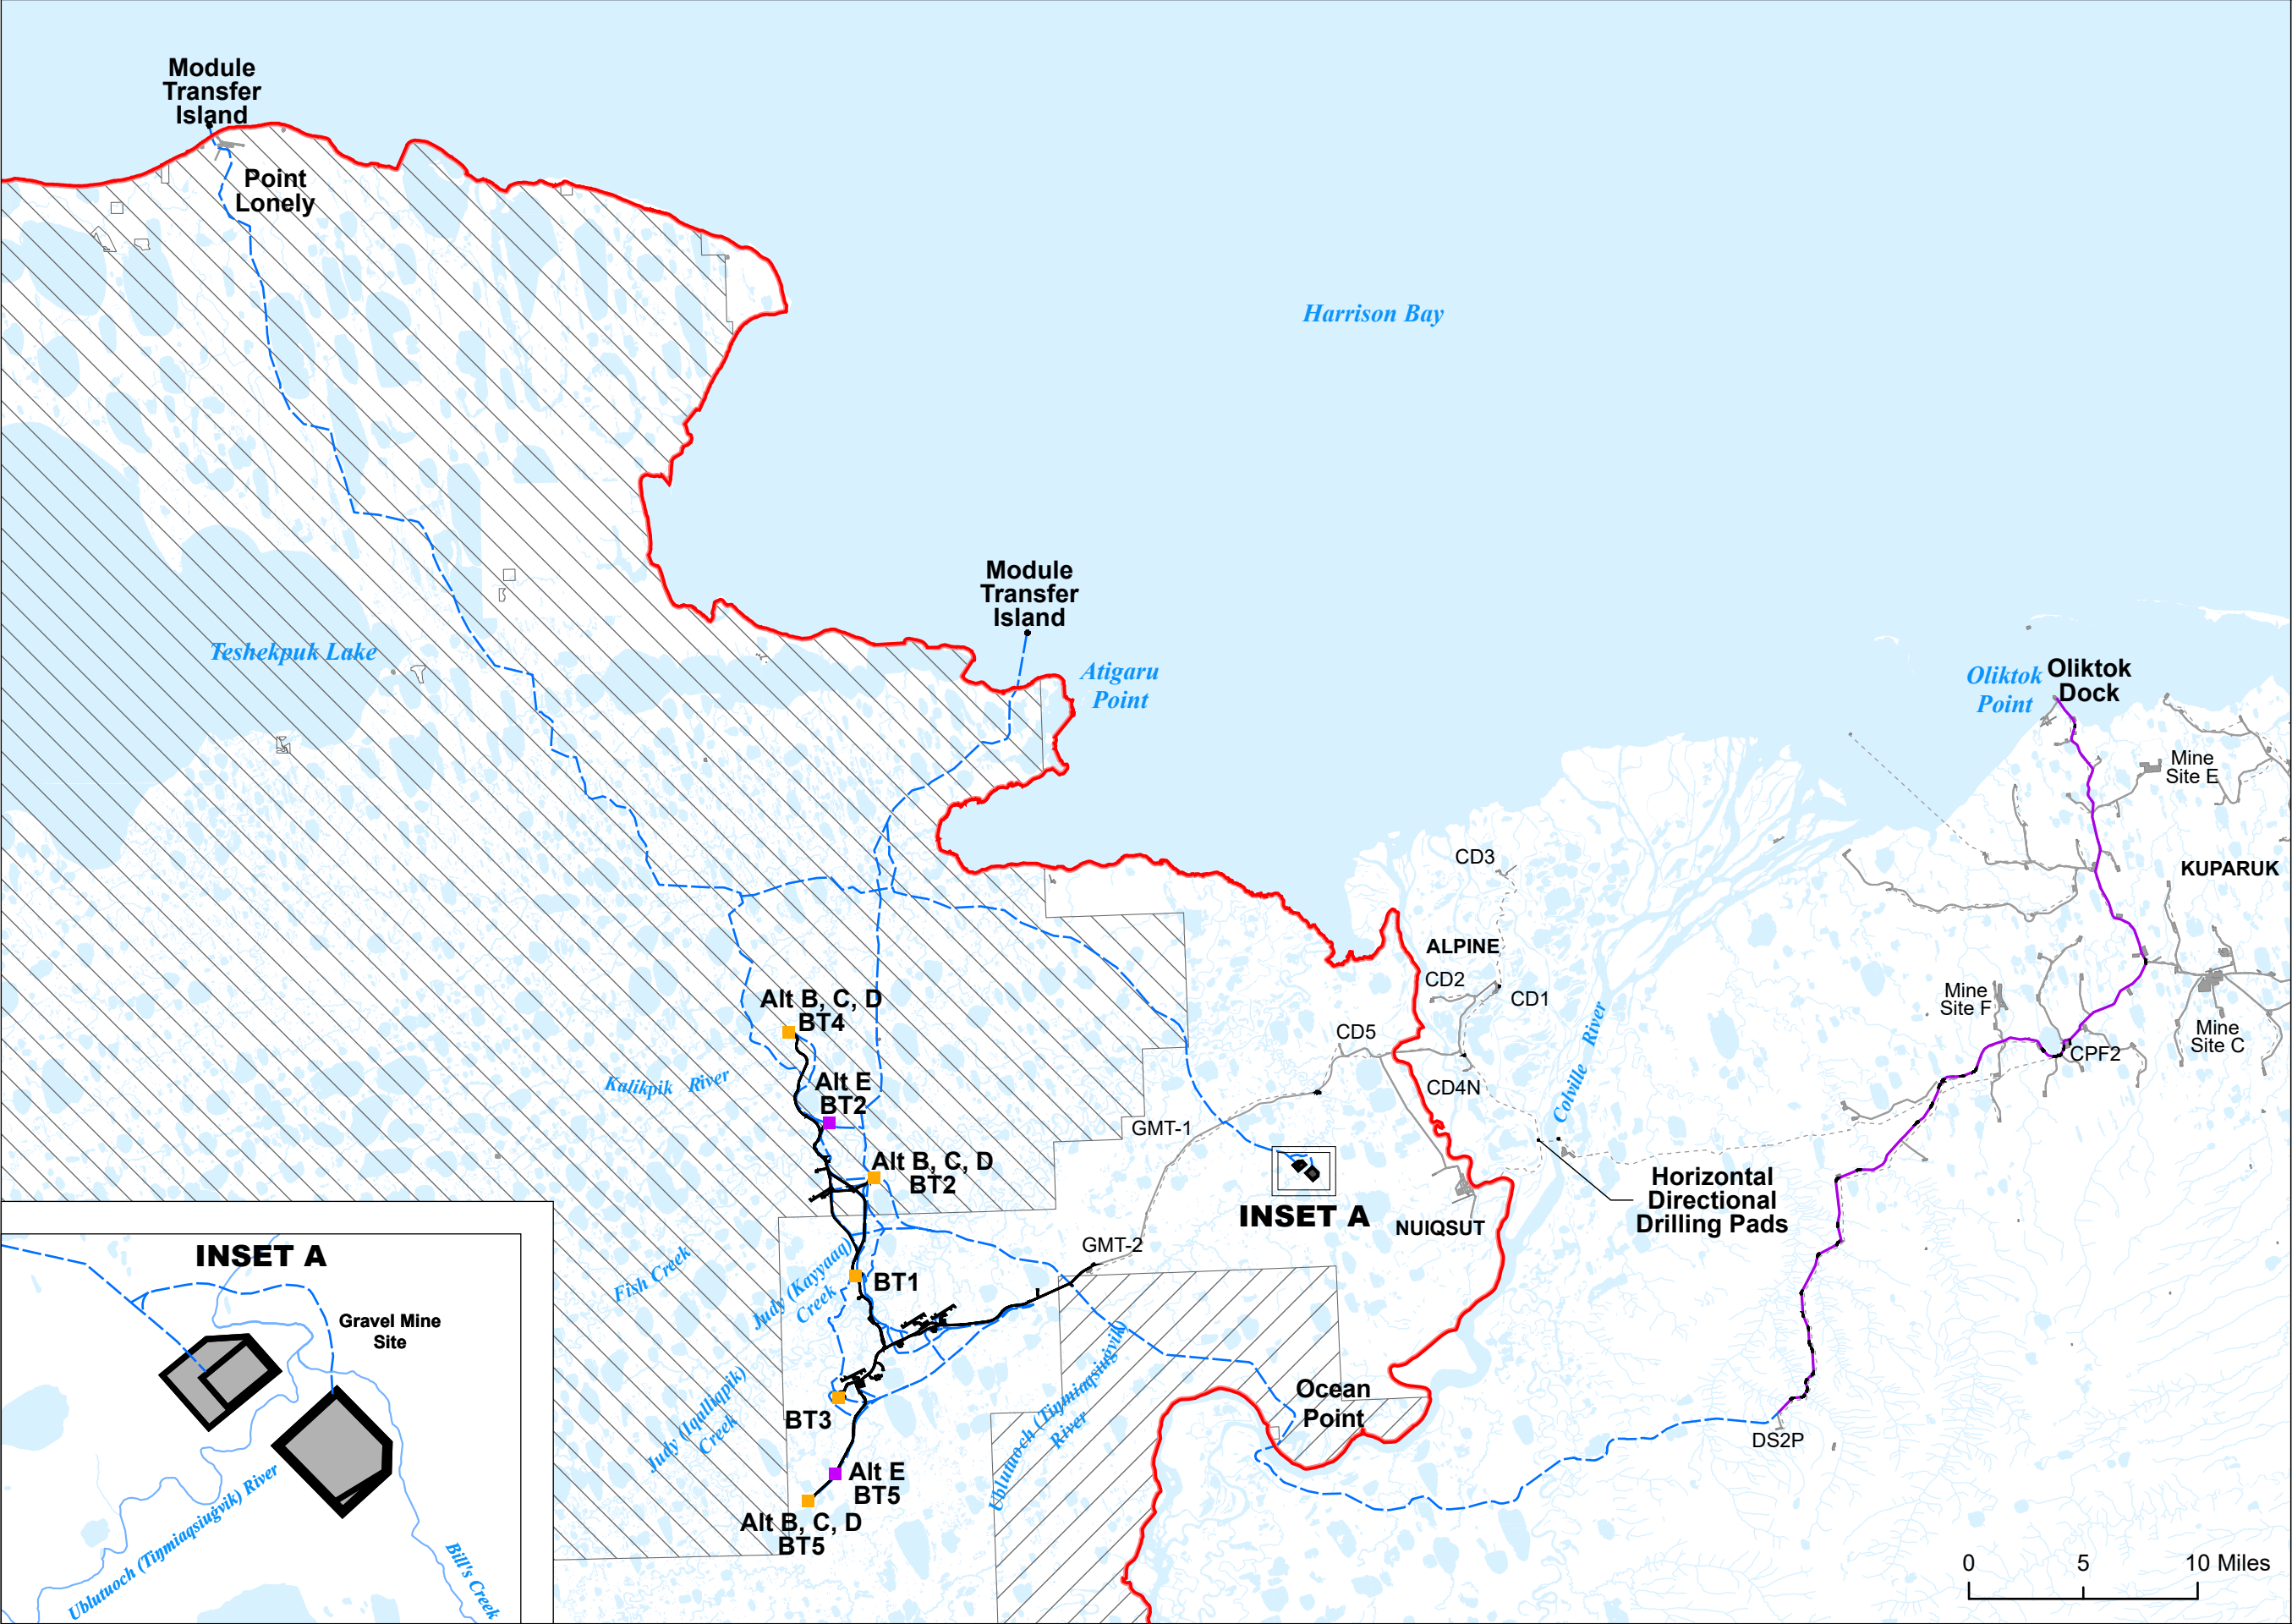 Module
Transfer
Island
Point
Lonely
Harrison Bay
Module
Transfer
Island
Teshekpuk Lake
Atigaru
Point
Oliktok
Point
Oliktok
Dock
Mine
Site E
KUPARUK
CD3
ALPINE
CD2
CD1
Mine
Site F
Mine
Site C
CPF2
Alt B, C, D
BT4
CD5
Colville River
Kalikpik River
Alt E
BT2
CD4N
GMT-1
Alt B, C, D
BT2
Horizontal
Directional
Drilling Pads
INSET A
NUIQSUT
GMT-2
Fish Creek
Judy (Kayyaaq)
Creek
BT1
INSET A
Gravel Mine
Site
Ublutuoch (Tiŋmiaqsiuġvik)
River
Ocean
Point
BT3
Judy (Iqalliqpik)
Creek
DS2P
Alt E
BT5
Alt B, C, D
BT5
Ublutuoch (Tiŋmiaqsiuġvik) River
Bill's Creek
0 5 10 Miles